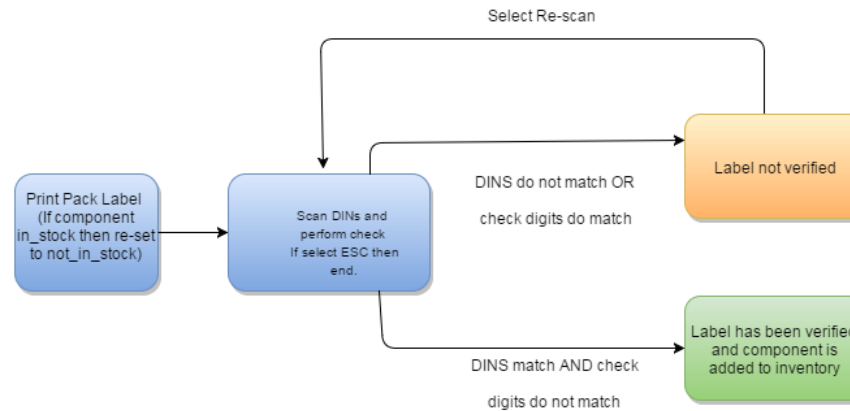 Select Re-scan
Print Pack Label
(If component
in_stock then re-set
to not_in_stock)
Scan DINs and
perform check
If select ESC then
end.
DINS do not match OR
check digits do match
Label not verified
DINS match AND check
digits do not match
Label has been verified
and component is
added to inventory